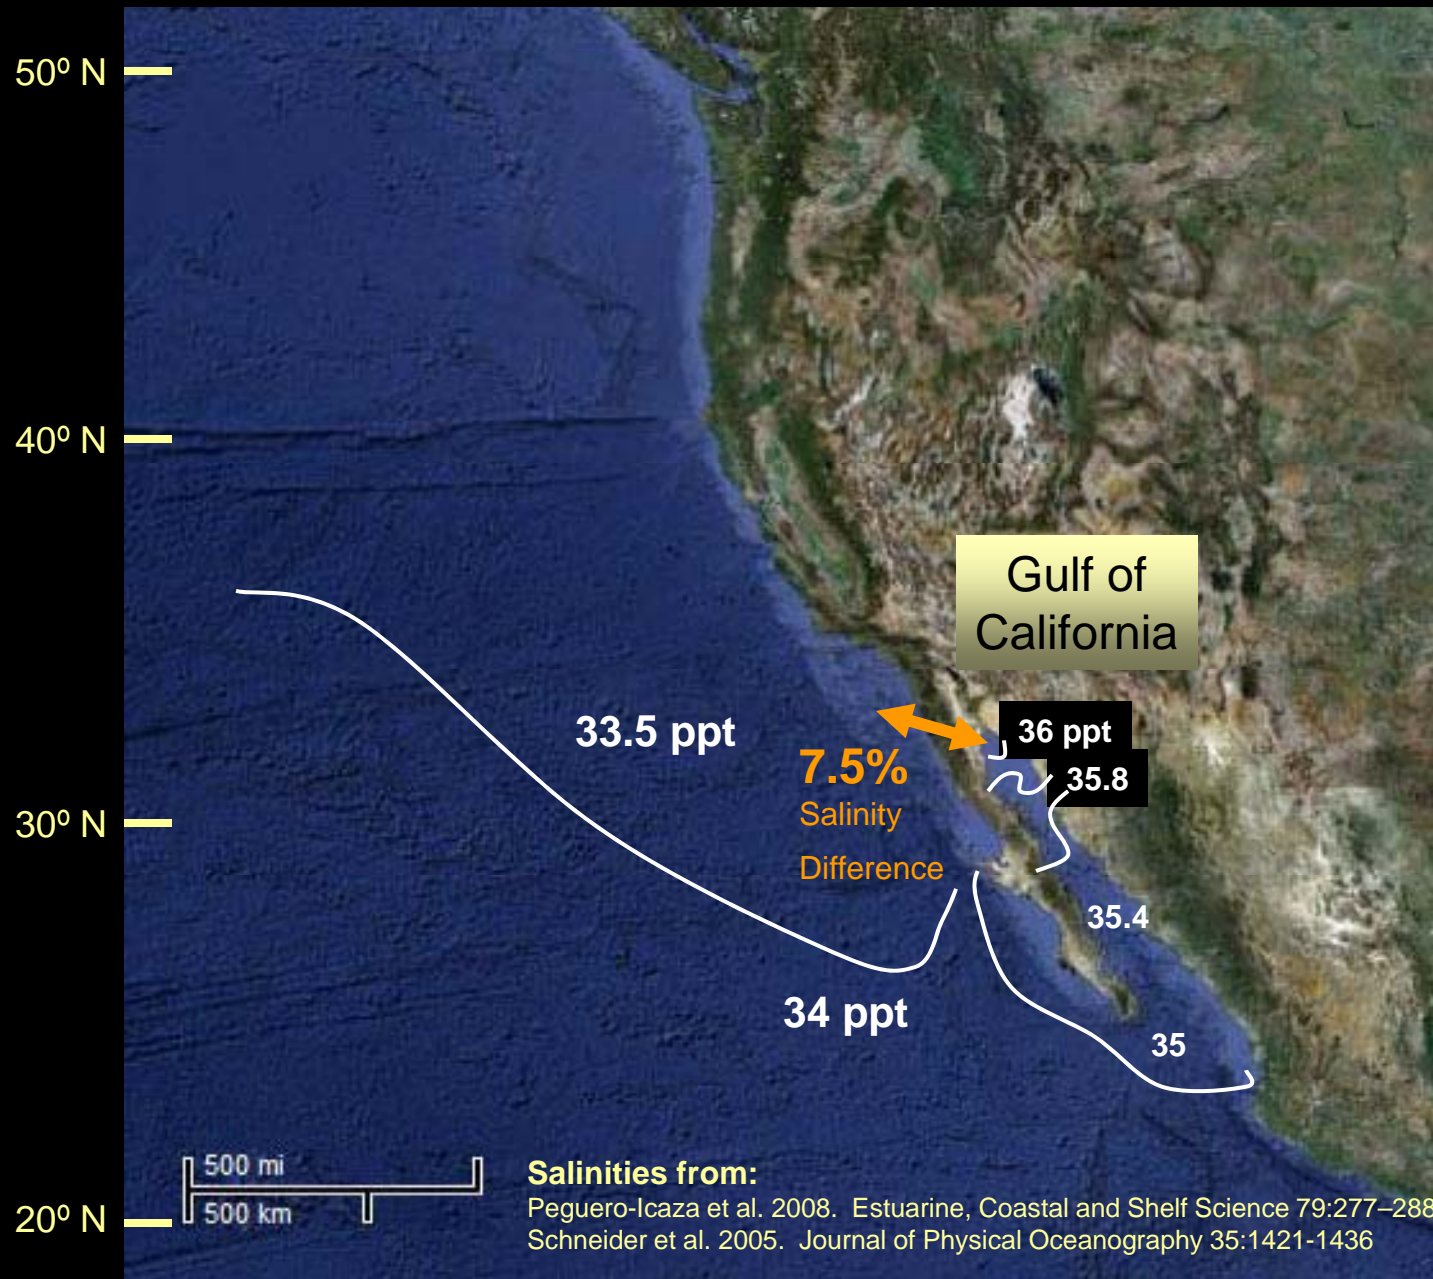 50º N
40º N
Gulf of
California
33.5 ppt
36 ppt
7.5%
35.8
Salinity
30º N
Difference
35.4
34 ppt
35
500 mi
500 km
20º N
Salinities from:
Peguero-Icaza et al. 2008.  Estuarine, Coastal and Shelf Science 79:277–288
Schneider et al. 2005.  Journal of Physical Oceanography 35:1421-1436